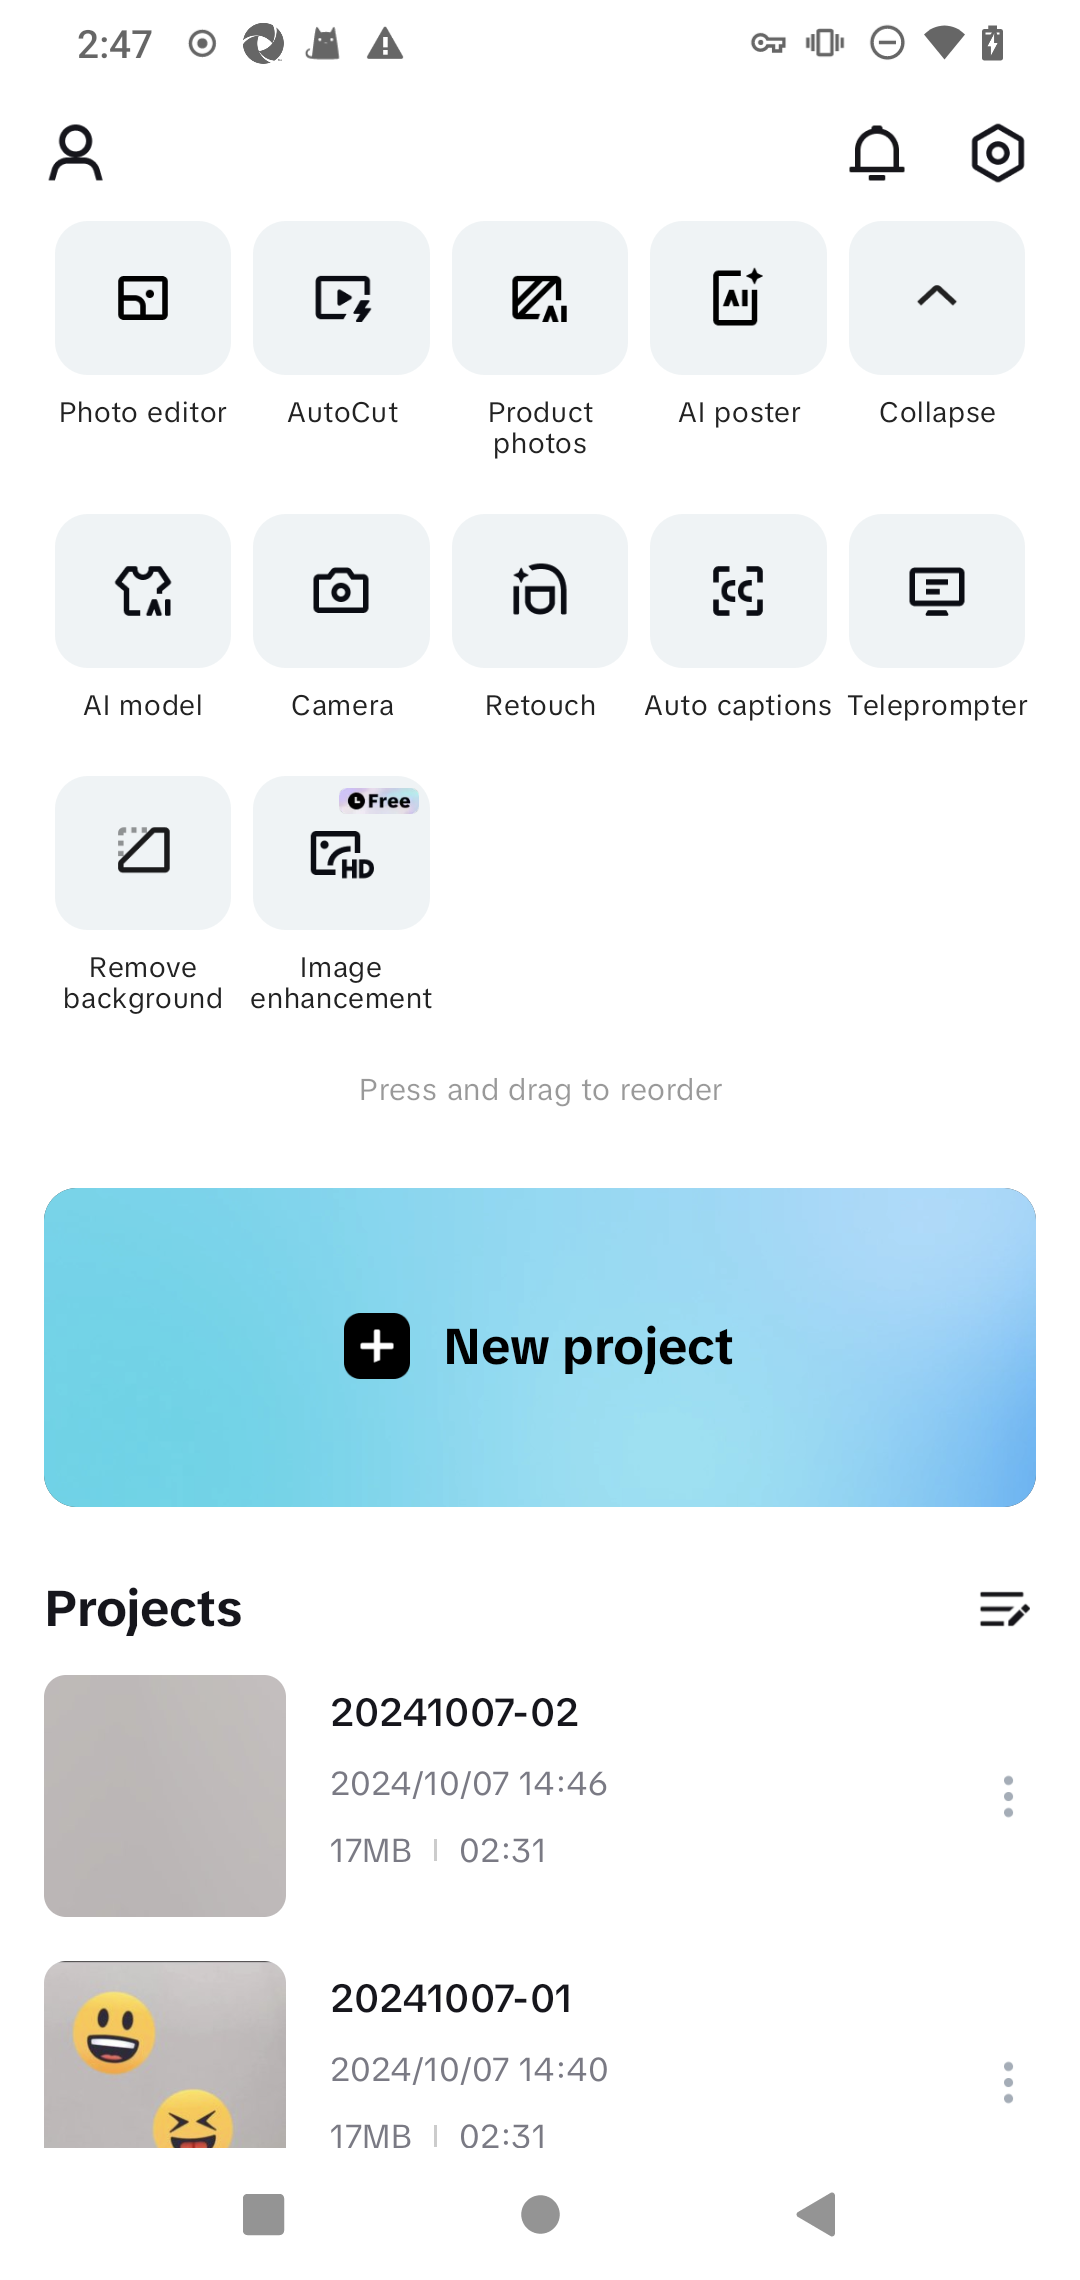 2:47
Photo editor
AutoCut
Product
photos
AI poster
Collapse
AI model
Camera
Retouch
Auto captions
Teleprompter
Free
HD
Remove
background
Image
enhancement
Press and drag to reorder
New project
Projects
20241007-02
2024/10/07 14:46
17MB | 02:31
20241007-01
2024/10/07 14:40
17MB | 02:31